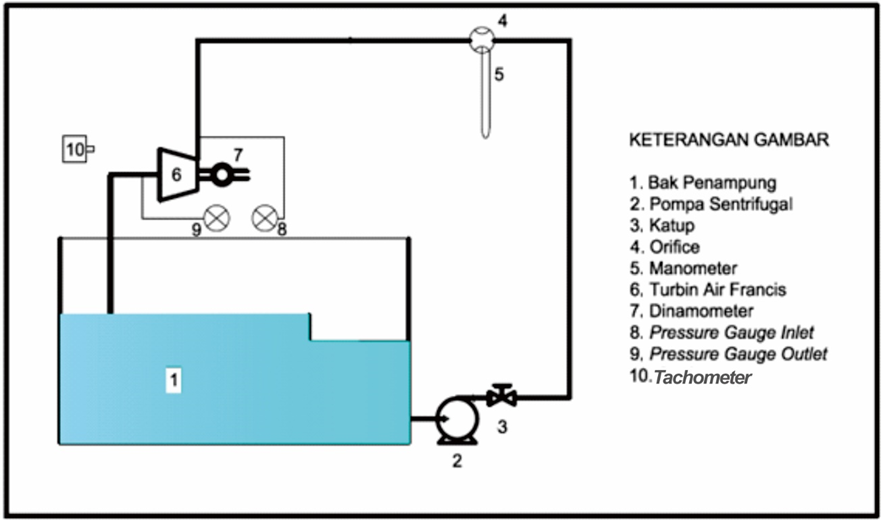 4
5
10
6
7
9
8
1
2
3
KETERANGAN GAMBAR
1. Bak Penampung
2. Pompa Sentrifugal
3. Katup
4. Orifice
5. Manometer
6. Turbin Air Francis
7. Dinamometer
8. Pressure Gauge Inlet
9. Pressure Gauge Outlet
10. Tachometer